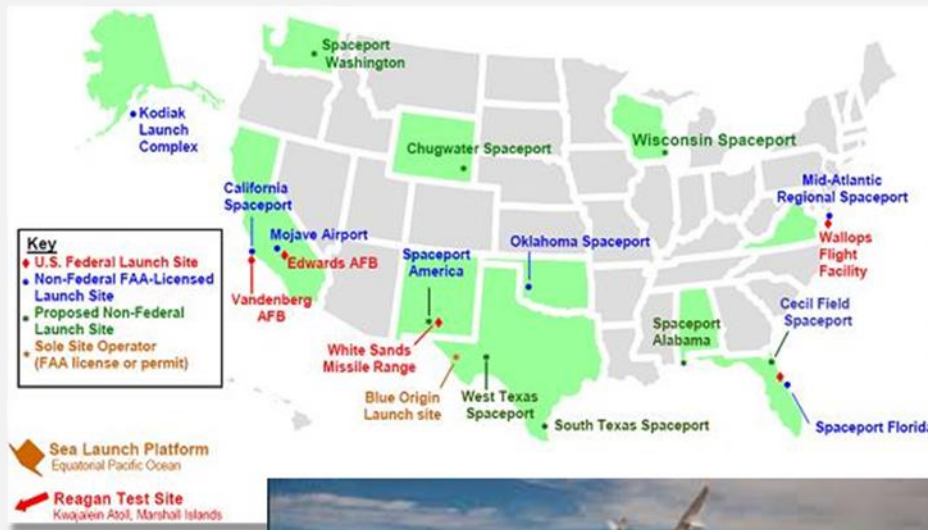 Spaceport
Washington
Kodiak
Launch
Complex
Chugwater Spaceport
Wisconsin Spaceport
California
Spaceport
Mojave Airport
Edwards AFB
Vandenberg
AFB
Spaceport
America
Oklahoma Spaceport
Mid-Atlantic
Regional Spaceport
Wallops
Flight
Facility
White Sands
Missile Range
Blue Origin
Launch site
West Texas
Spaceport
South Texas Spaceport
Spaceport
Alabama
Cecil Field
Spaceport
Spaceport Florida
Key
U.S. Federal Launch Site
Non-Federal FAA-Licensed
Launch Site
Proposed Non-Federal
Launch Site
Sole Site Operator
(FAA license or permit)
Sea Launch Platform
Equatorial Pacific Ocean
Reagan Test Site
Kwajalein Atoll, Marshall Islands